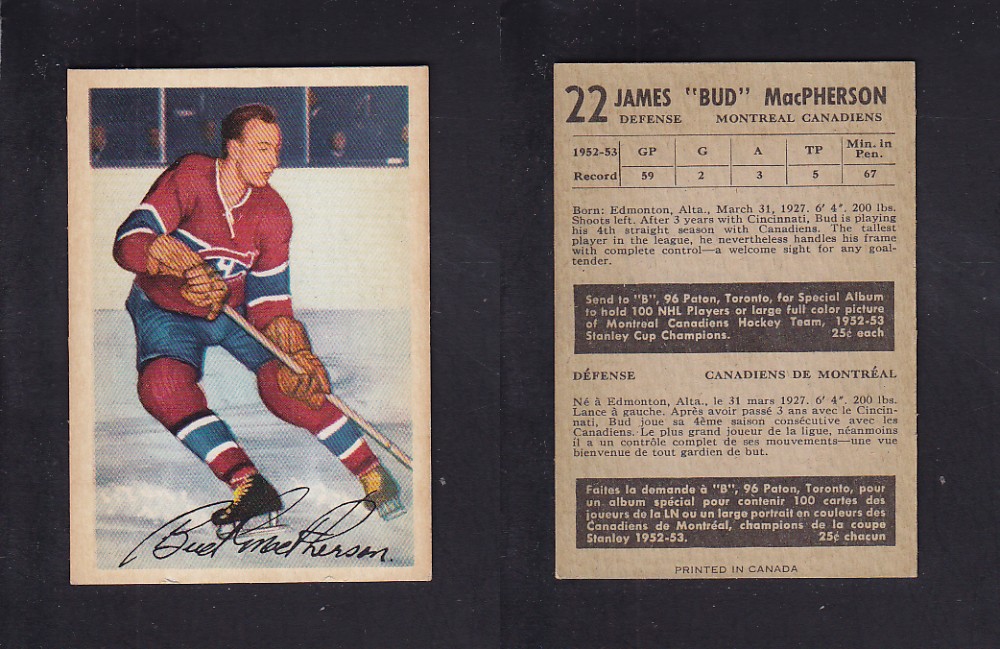 Bud MacPherson.
22 JAMES "BUD" MacPHERSON
DEFENSE MONTREAL CANADIENS
1952-53 GP G A TP Min. in Pen.
Record 59 2 3 5 67
Born: Edmonton, Alta., March 31, 1927. 6' 4". 200 lbs.
Shoots left. After 3 years with Cincinnati, Bud is playing
his 4th straight season with Canadiens. The tallest
player in the league, he nevertheless handles his frame
with complete control—a welcome sight for any goal-
tender.
Send to "B", 96 Paton, Toronto, for Special Album
to hold 100 NHL Players or large full color picture
of Montreal Canadiens Hockey Team, 1952-53
Stanley Cup Champions. 25¢ each
DÉFENSE CANADIENS DE MONTRÉAL
Né à Edmonton, Alta., le 31 mars 1927. 6' 4". 200 lbs.
Lance à gauche. Après avoir passé 3 ans avec le Cincin-
nati, Bud joue sa 4ème saison consécutive avec les
Canadiens. Le plus grand joueur de la ligue, néanmoins
il a un contrôle complet de ses mouvements—une vue
bienvenue de tout gardien de but.
Faites la demande à "B", 96 Paton, Toronto, pour
un album spécial pour contenir 100 cartes des
joueurs de la LN ou un large portrait en couleurs des
Canadiens de Montréal, champions de la coupe
Stanley 1952-53. 25¢ chacun
PRINTED IN CANADA